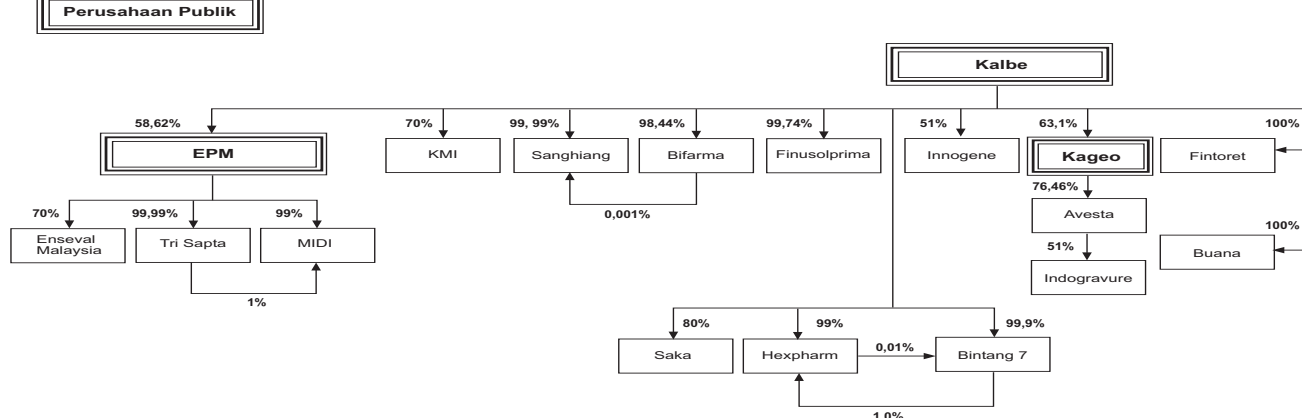 Perusahaan Publik
Kalbe
58,62%
70%
99, 99%
98,44%
99,74%
51%
63,1%
100%
EPM
KMI
Sanghiang
Bifarma
Finusolprima
Innogene
Kageo
Fintoret
76,46%
0,001%
70%
99,99%
99%
Avesta
Enseval
Malaysia
Tri Sapta
MIDI
51%
100%
Buana
Indogravure
1%
80%
99%
99,9%
Saka
Hexpharm
0,01%
Bintang 7
1,0%